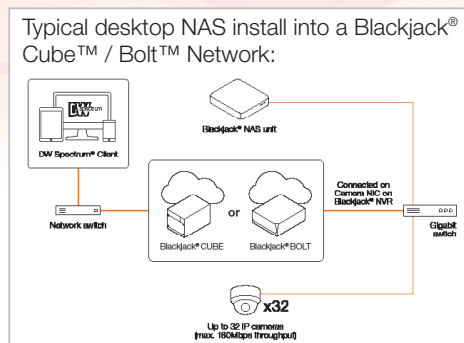 Typical desktop NAS install into a Blackjack®
Cube™ / Bolt™ Network:
DW Spectrum
DW Spectrum® Client
Blackjack® NAS unit
Network switch
Blackjack® CUBE
or
Blackjack® BOLT
Connected on
Camera NIC on
Blackjack® NVR
Gigabit
switch
x32
Up to 32 IP cameras
(max. 160Mbps throughput)